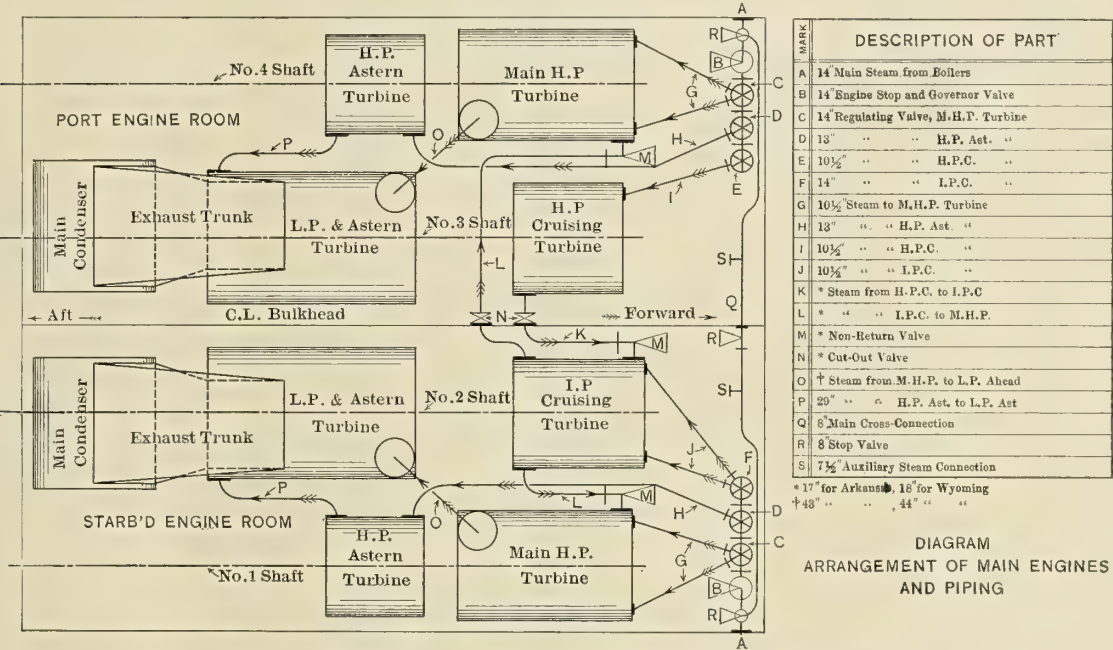 A
R
B
C
G
D
H
M
E
I
No.4 Shaft
H.P.
Astern
Turbine
Main H.P
Turbine
PORT ENGINE ROOM
P
O
Main
Condenser
Exhaust Trunk
L.P. & Astern
Turbine
No.3 Shaft
H.P
Cruising
Turbine
L
S
Q
← Aft
C.L. Bulkhead
N
Forward
K
M
R
Main
Condenser
Exhaust Trunk
L.P. & Astern
Turbine
No.2 Shaft
I.P
Cruising
Turbine
S
J
F
P
O
L
M
H
D
STARB'D ENGINE ROOM
H.P.
Astern
Turbine
Main H.P.
Turbine
G
C
No.1 Shaft
B
R
A
MARK DESCRIPTION OF PART
A 14" Main Steam from Boilers
B 14" Engine Stop and Governor Valve
C 14" Regulating Valve, M.H.P. Turbine
D 13" " " H.P. Ast. "
E 10½" " " H.P.C. "
F 14" " " I.P.C. "
G 10½" Steam to M.H.P. Turbine
H 13" " " H.P. Ast. "
I 10½" " " H.P.C. "
J 10½" " " I.P.C. "
K * Steam from H.P.C. to I.P.C
L * " " I.P.C. to M.H.P.
M * Non-Return Valve
N * Cut-Out Valve
O † Steam from M.H.P. to L.P. Ahead
P 29" " " H.P. Ast. to L.P. Ast
Q 8" Main Cross-Connection
R 8" Stop Valve
S 7½" Auxiliary Steam Connection
* 17" for Arkansas, 18" for Wyoming
† 43" " " , 44" " "
DIAGRAM
ARRANGEMENT OF MAIN ENGINES
AND PIPING